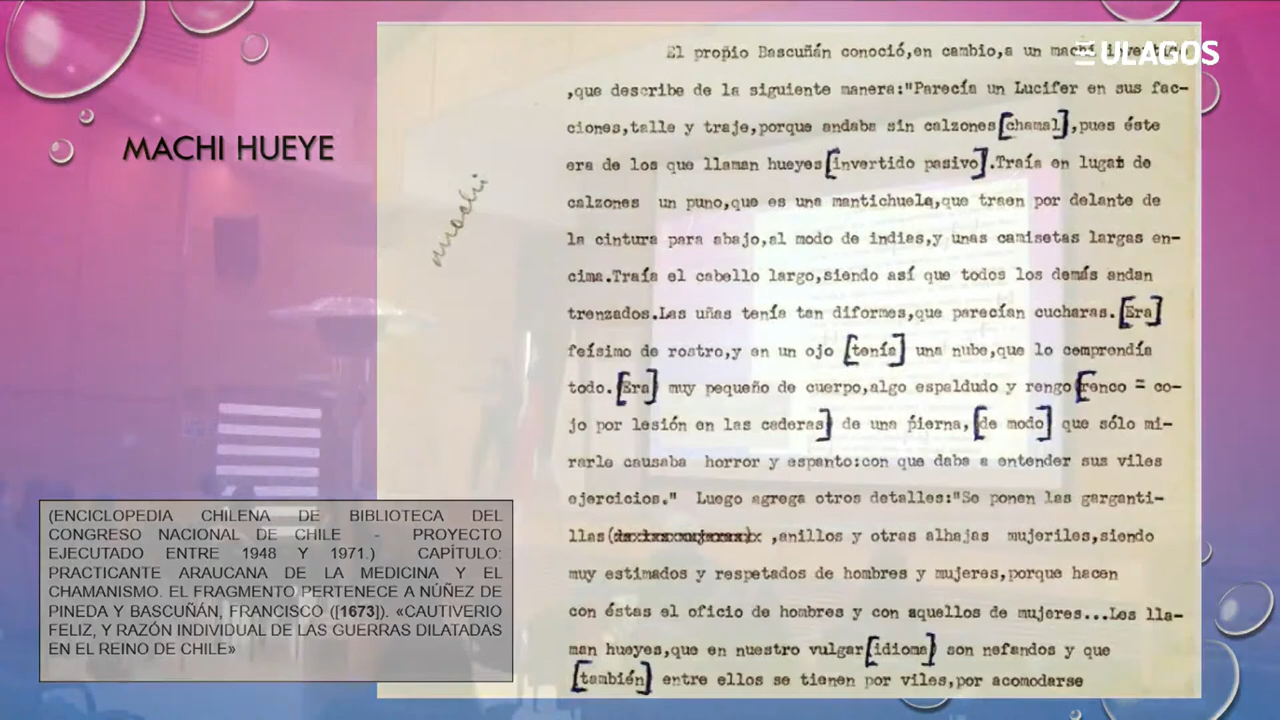 ULAGOS
MACHI HUEYE
El propio Bascuñán conoció,en cambio,a un machi
,que describe de la siguiente manera:"Parecía un Lucifer en sus fac-
ciones,talle y traje,porque andaba sin calzones[chamal],pues éste
era de los que llaman hueyes[invertido pasivo].Traía en lugat de
calzones un puno,que es una mantichuela,que traen por delante de
la cintura para abajo,al modo de indias,y unas camisetas largas en-
cima.Traía el cabello largo,siendo así que todos los demás andan
trenzados.Las uñas tenía tan diformes,que parecían cucharas.[Era]
feísimo de rostro,y en un ojo [tenía] una nube,que lo comprendía
todo.[Era] muy pequeño de cuerpo,algo espaldudo y rengo[renco = co-
jo por lesión en las caderas] de una pierna,[de modo] que sólo mi-
rarle causaba horror y espanto:con que daba a entender sus viles
ejercicios." Luego agrega otros detalles:"Se ponen las garganti-
llas ,anillos y otras alhajas mujeriles,siendo
muy estimados y respetados de hombres y mujeres,porque hacen
con éstas el oficio de hombres y con aquellos de mujeres...Los lla-
man hueyes,que en nuestro vulgar[idioma] son nefandos y que
[también] entre ellos se tienen por viles,por acomodarse
machi
(ENCICLOPEDIA CHILENA DE BIBLIOTECA DEL
CONGRESO NACIONAL DE CHILE - PROYECTO
EJECUTADO ENTRE 1948 Y 1971.) CAPÍTULO:
PRACTICANTE ARAUCANA DE LA MEDICINA Y EL
CHAMANISMO. EL FRAGMENTO PERTENECE A NÚÑEZ DE
PINEDA Y BASCUÑÁN, FRANCISCO ([1673]). «CAUTIVERIO
FELIZ, Y RAZÓN INDIVIDUAL DE LAS GUERRAS DILATADAS
EN EL REINO DE CHILE»